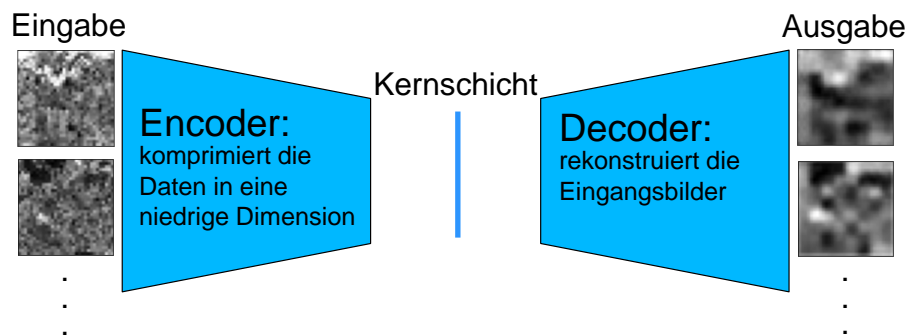 Eingabe
Ausgabe
Kernschicht
Encoder:
komprimiert die
Daten in eine
niedrige Dimension
Decoder:
rekonstruiert die
Eingangsbilder